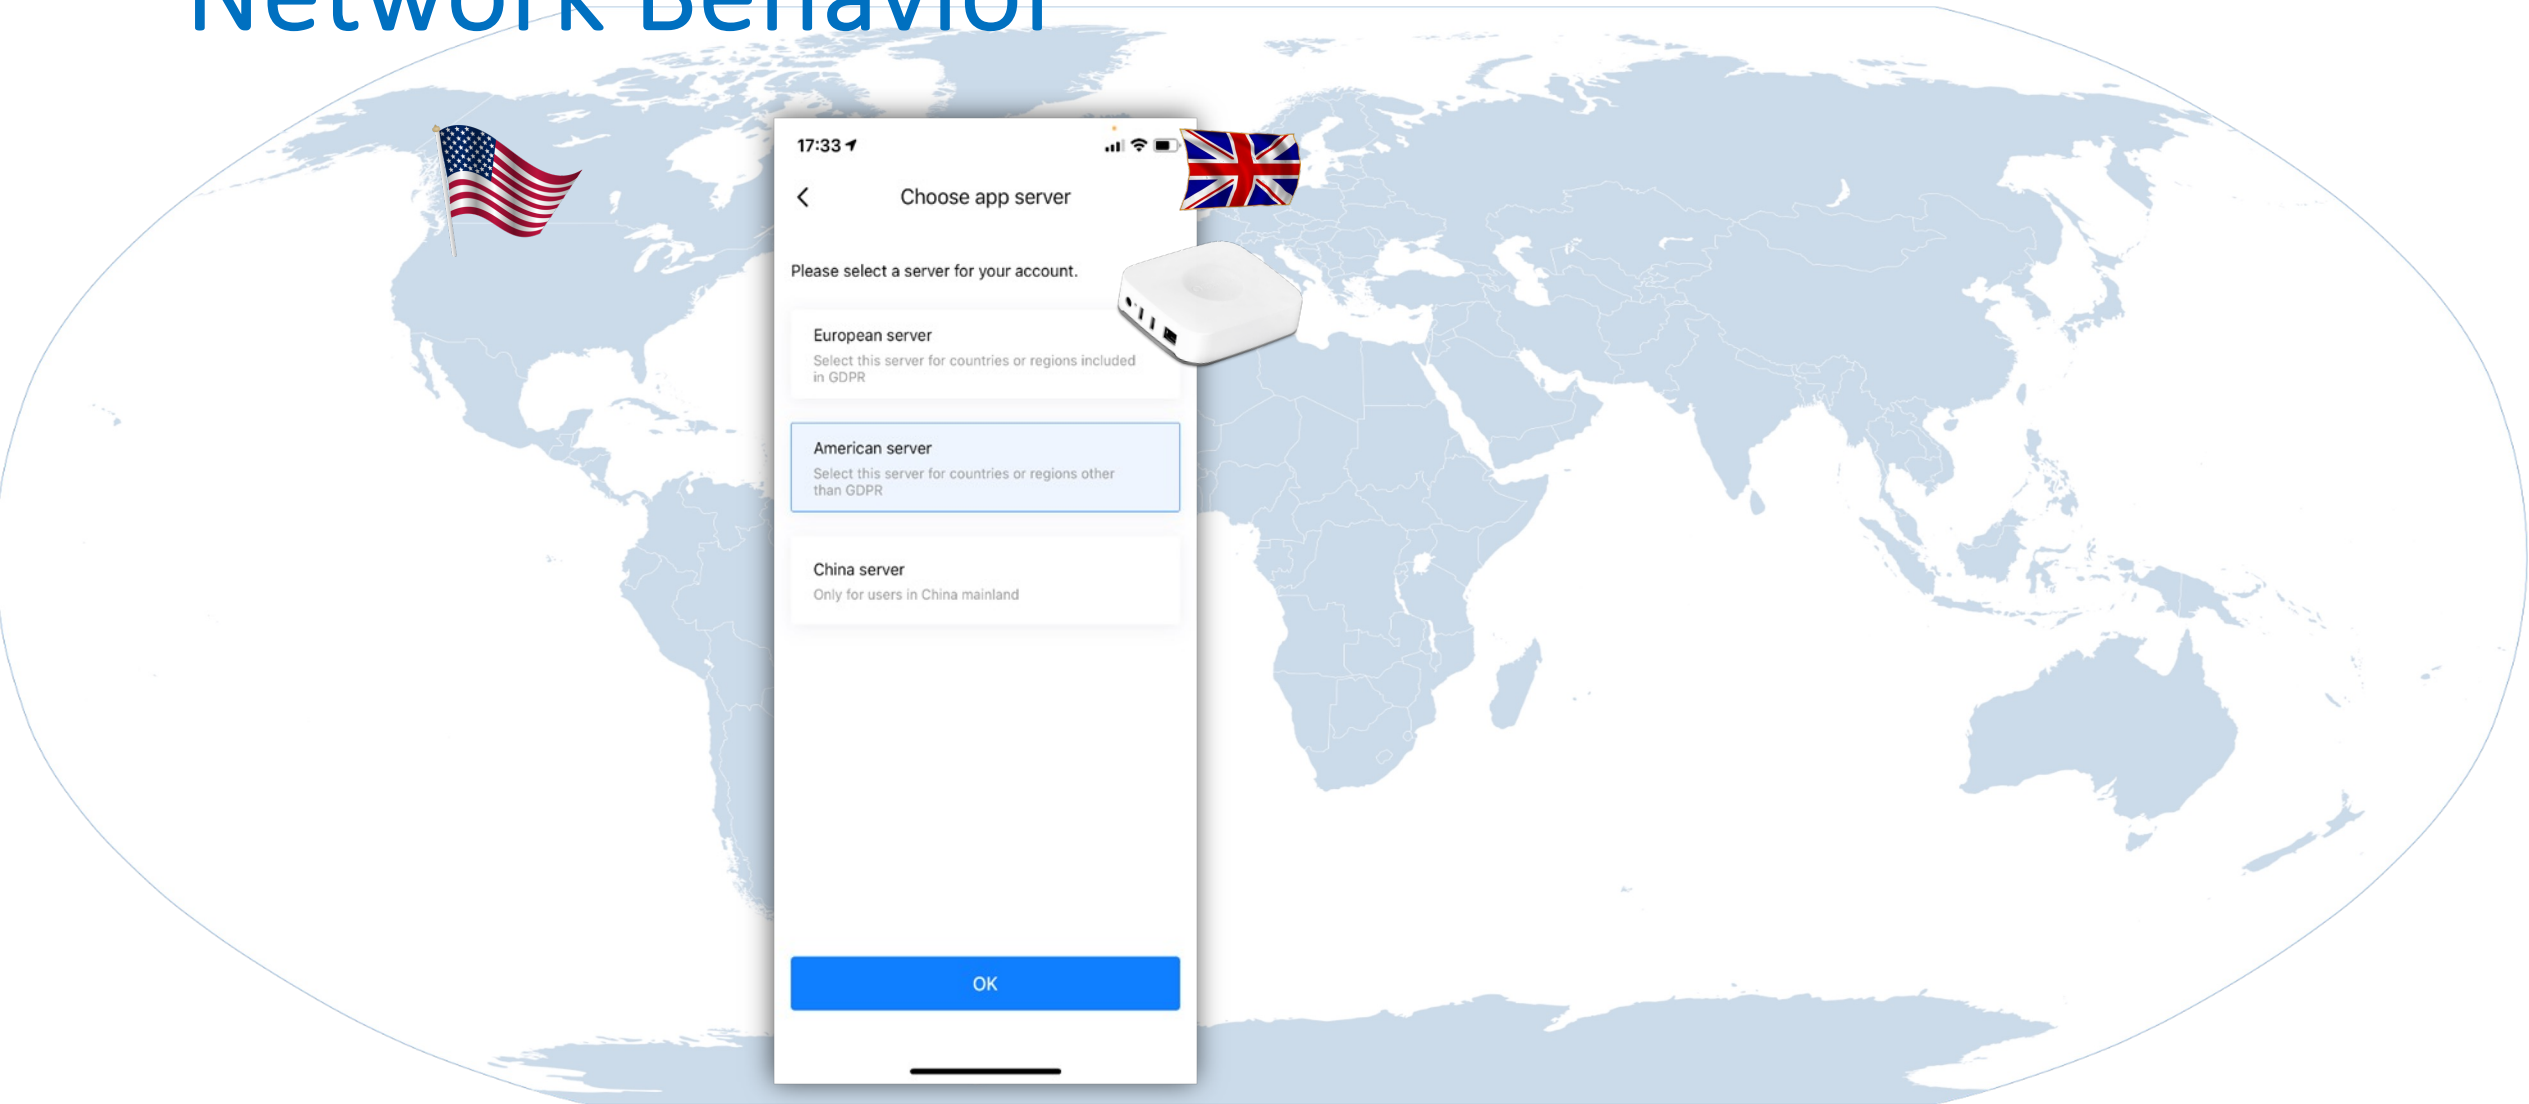 Network Behavior
17:33
Choose app server
Please select a server for your account.
European server
Select this server for countries or regions included
in GDPR
American server
Select this server for countries or regions other
than GDPR
China server
Only for users in China mainland
OK